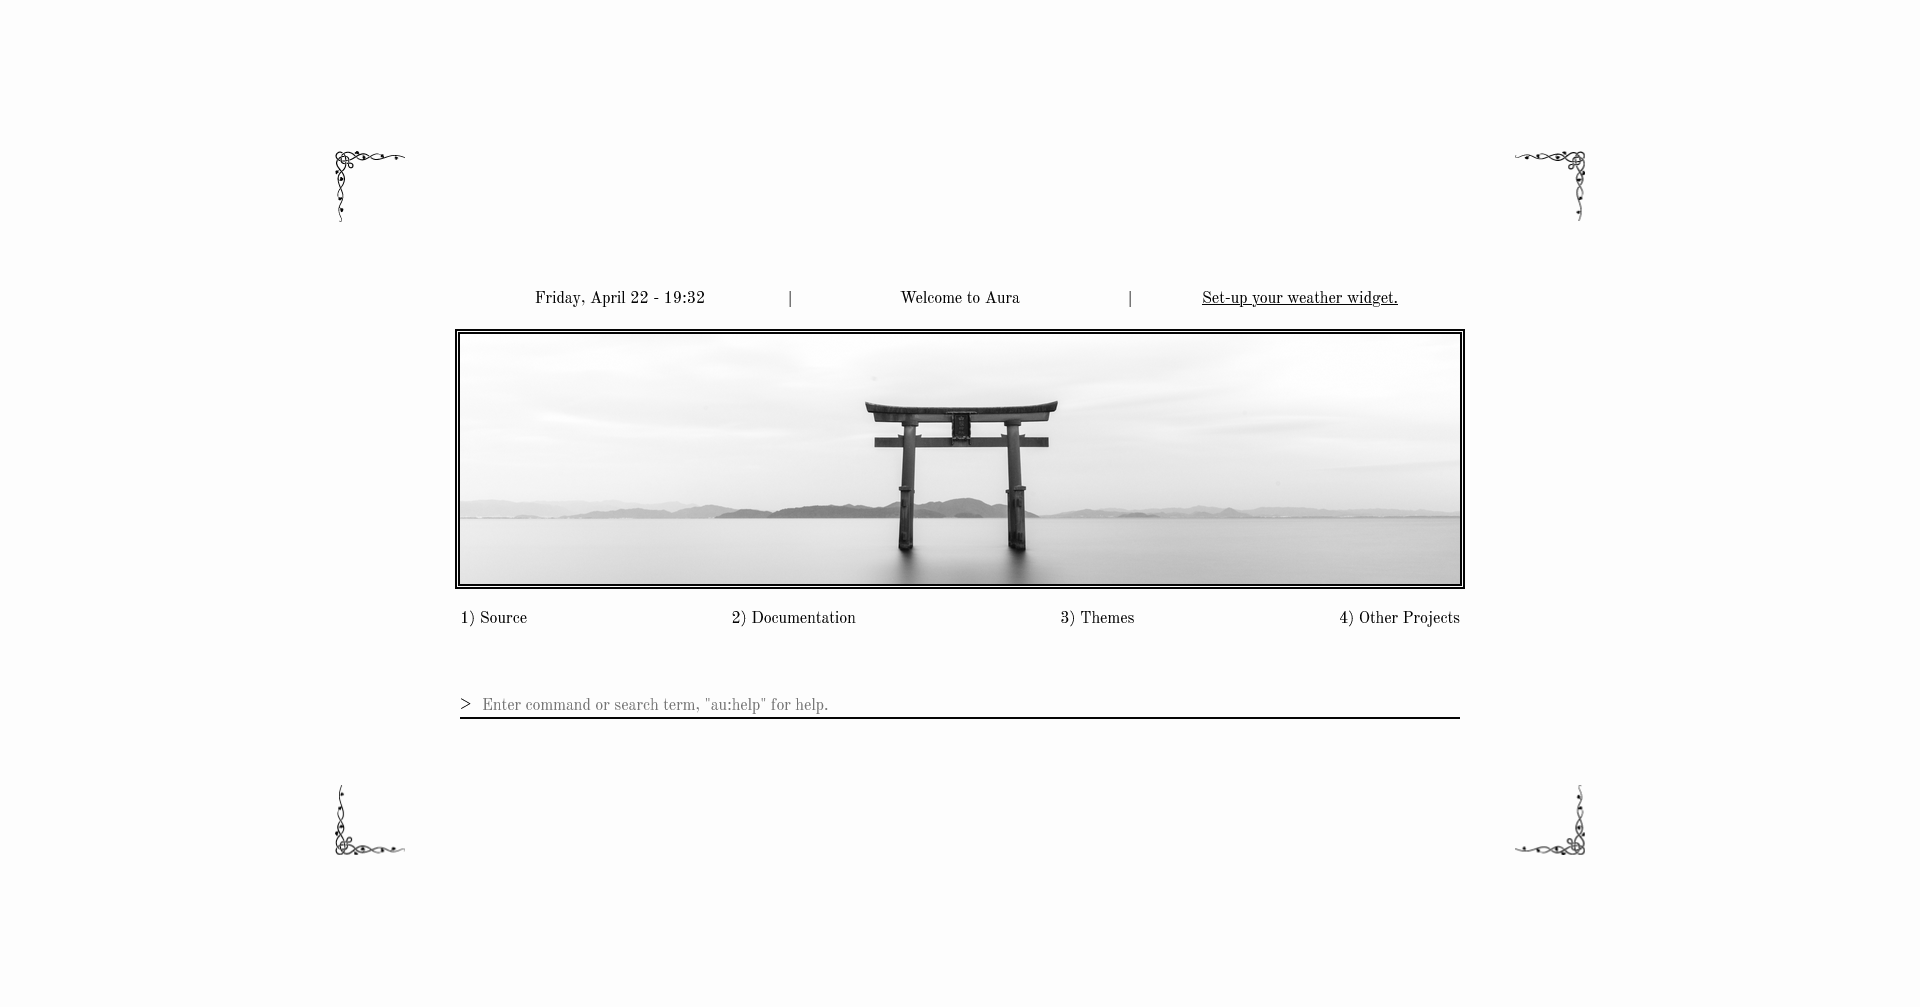 Friday, April 22 - 19:32 | Welcome to Aura | Set-up your weather widget.
1) Source 2) Documentation 3) Themes 4) Other Projects
> Enter command or search term, "au:help" for help.